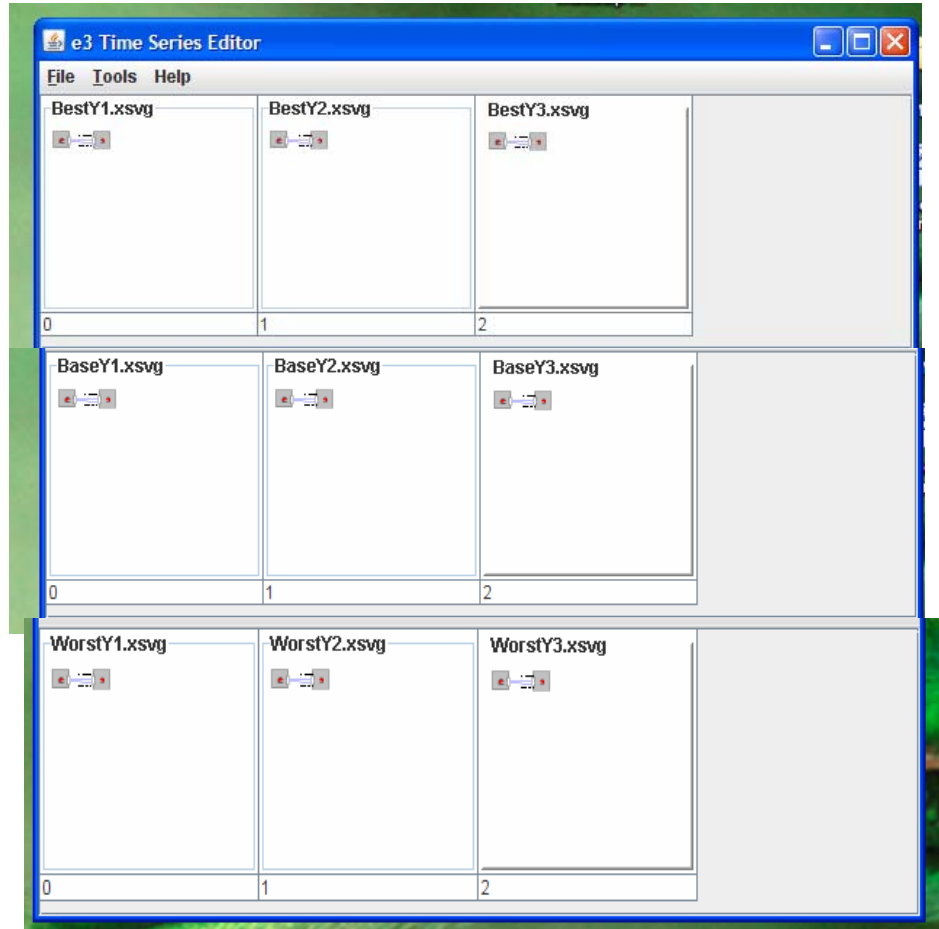 e3 Time Series Editor
File Tools Help
BestY1.xsvg BestY2.xsvg BestY3.xsvg
0 1 2
BaseY1.xsvg BaseY2.xsvg BaseY3.xsvg
0 1 2
WorstY1.xsvg WorstY2.xsvg WorstY3.xsvg
0 1 2